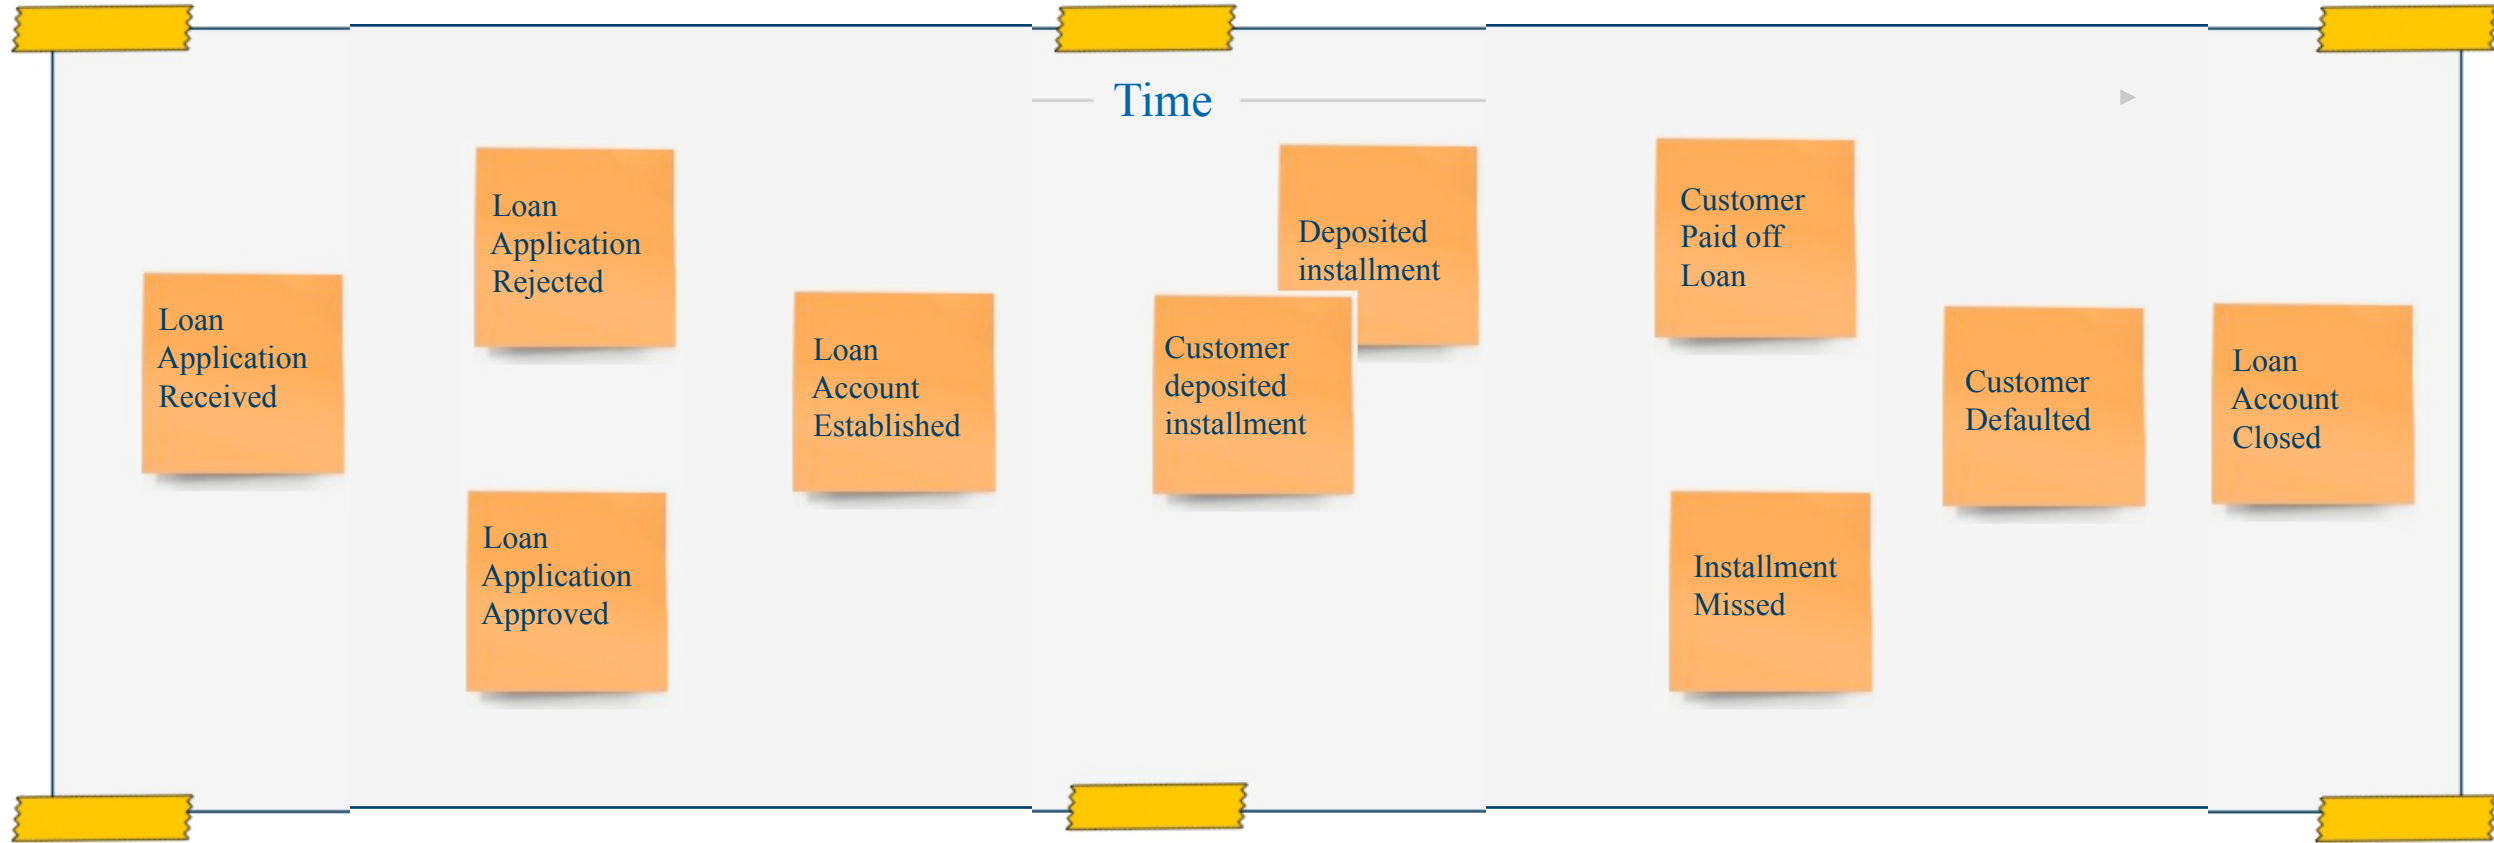 Time
Loan
Application
Received
Loan
Application
Rejected
Loan
Application
Approved
Loan
Account
Established
Customer
deposited
installment
Deposited
installment
Customer
Paid off
Loan
Installment
Missed
Customer
Defaulted
Loan
Account
Closed